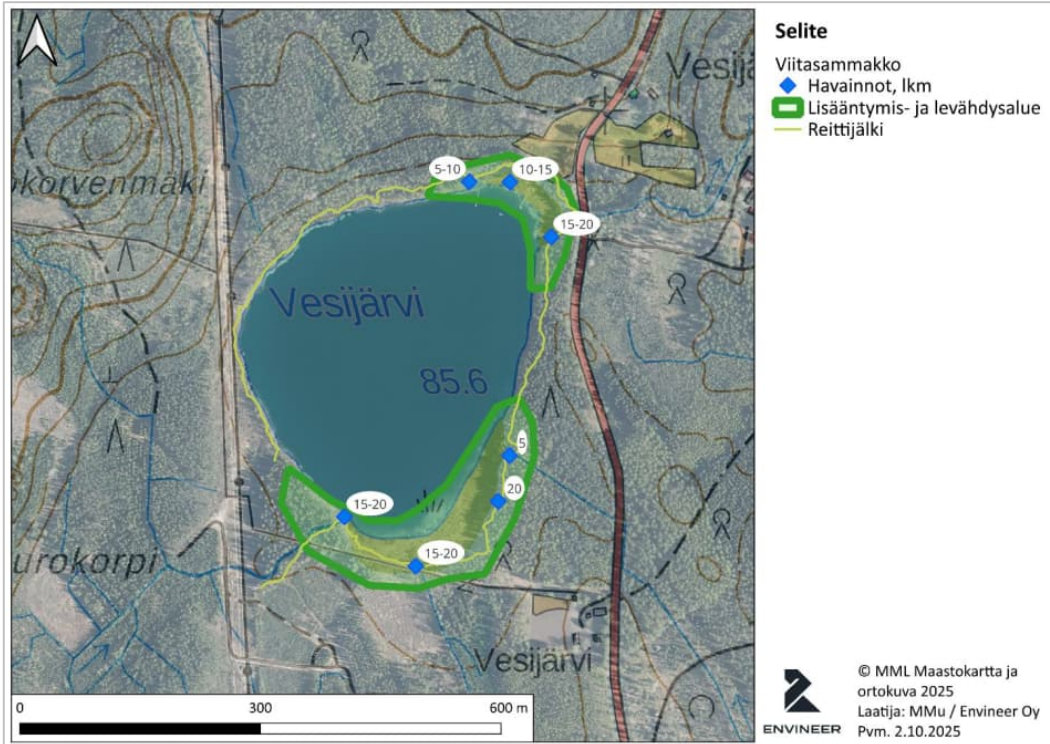 Selite
Viitasammakko
Havainnot, lkm
Lisääntymis- ja levähdysalue
Reittijälki
Vesijä
5-10
10-15
okorvenmäki
15-20
Vesijärvi
85.6
5
20
15-20
15-20
urokorpi
Vesijärvi
0 300 600 m
ENVINEER
© MML Maastokartta ja
ortokuva 2025
Laatija: MMu / Envineer Oy
Pvm. 2.10.2025